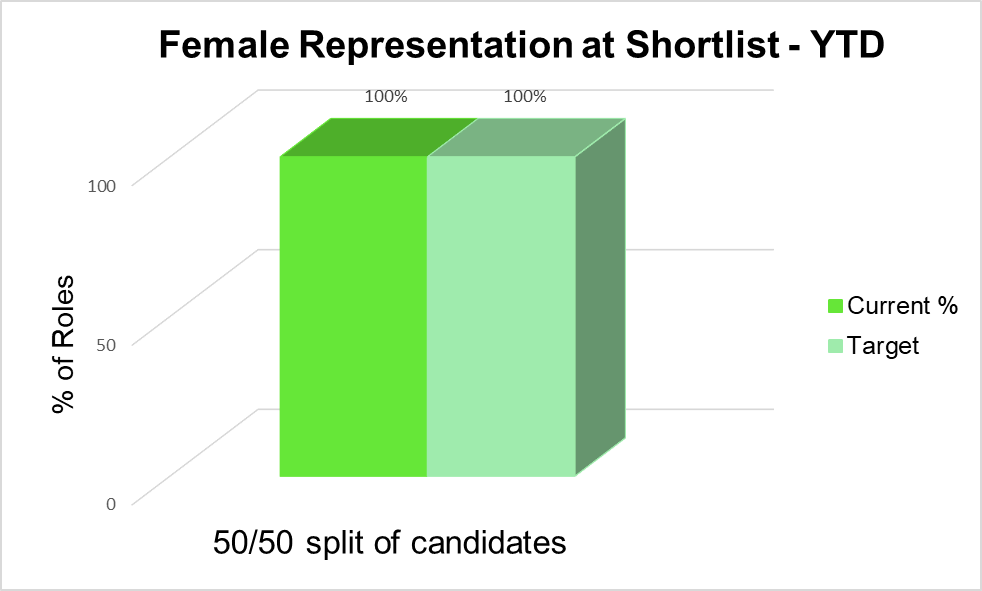 Female Representation at Shortlist - YTD
100% 100%
100
50
0
% of Roles
50/50 split of candidates
Current %
Target